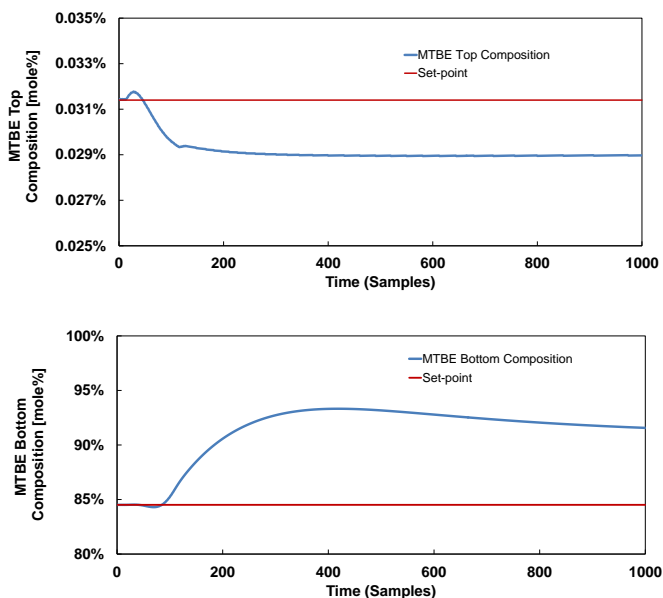 0.035%
0.033%
0.031%
0.029%
0.027%
0.025%
MTBE Top
Composition [mole%]
MTBE Top Composition
Set-point
0 200 400 600 800 1000
Time (Samples)
100%
95%
90%
85%
80%
MTBE Bottom
Composition [mole%]
MTBE Bottom Composition
Set-point
0 200 400 600 800 1000
Time (Samples)